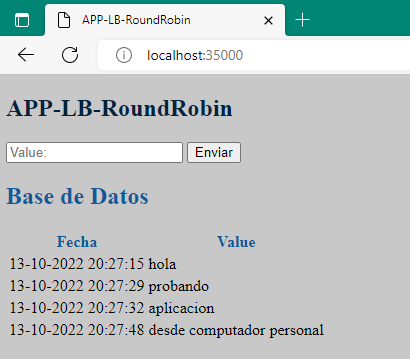 APP-LB-RoundRobin
localhost:35000
APP-LB-RoundRobin
Value: Enviar
Base de Datos
Fecha Value
13-10-2022 20:27:15 hola
13-10-2022 20:27:29 probando
13-10-2022 20:27:32 aplicacion
13-10-2022 20:27:48 desde computador personal